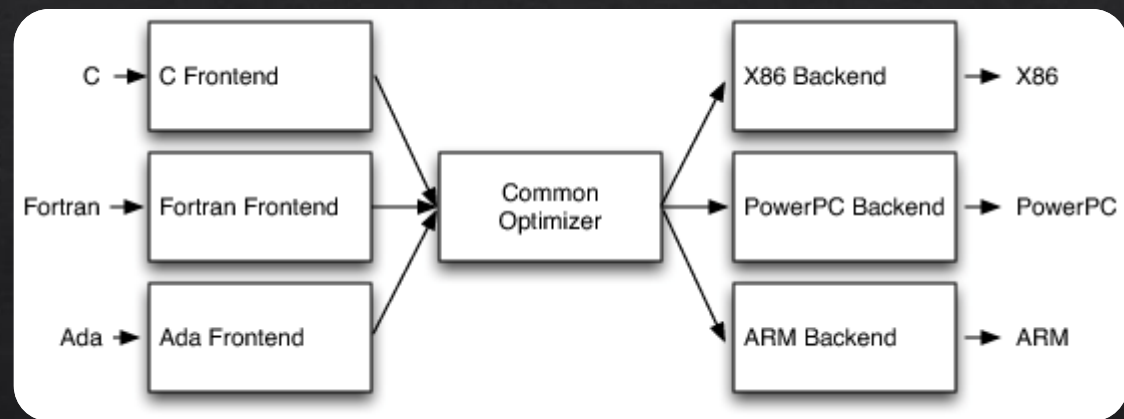 C
C Frontend
X86 Backend
X86
Fortran
Fortran Frontend
Common
Optimizer
PowerPC Backend
PowerPC
Ada
Ada Frontend
ARM Backend
ARM